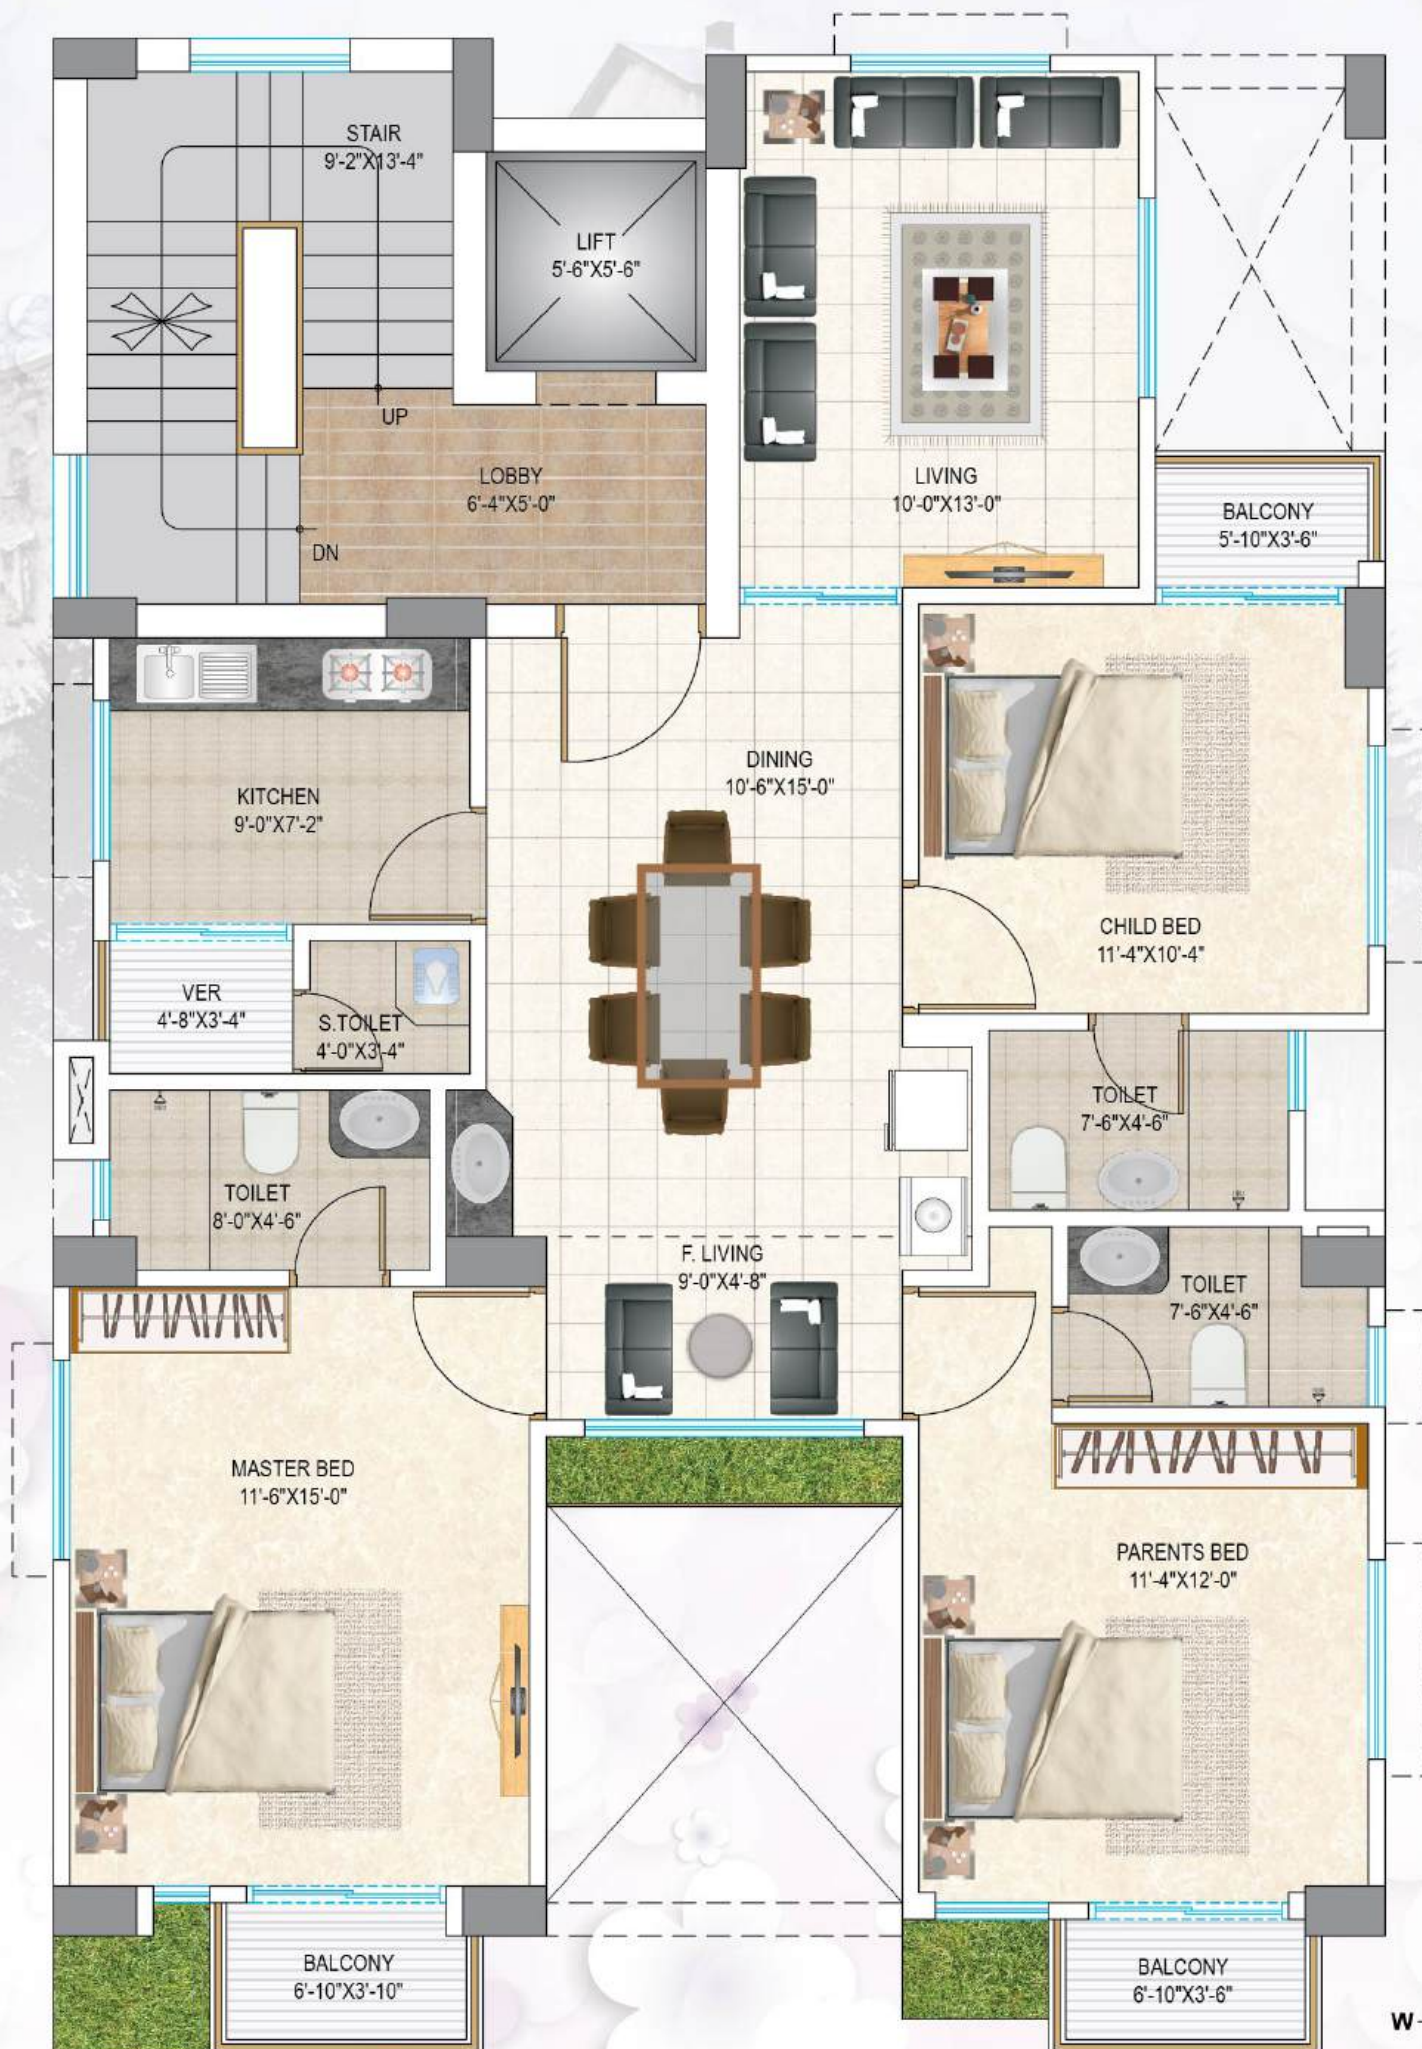 STAIR
9'-2"X13'-4"
LIFT
5'-6"X5'-6"
UP
LOBBY
6'-4"X5'-0"
DN
LIVING
10'-0"X13'-0"
BALCONY
5'-10"X3'-6"
DINING
10'-6"X15'-0"
KITCHEN
9'-0"X7'-2"
CHILD BED
11'-4"X10'-4"
VER
4'-8"X3'-4"
S.TOILET
4'-0"X3'-4"
TOILET
7'-6"X4'-6"
TOILET
8'-0"X4'-6"
F. LIVING
9'-0"X4'-8"
TOILET
7'-6"X4'-6"
MASTER BED
11'-6"X15'-0"
PARENTS BED
11'-4"X12'-0"
BALCONY
6'-10"X3'-10"
BALCONY
6'-10"X3'-6"
W